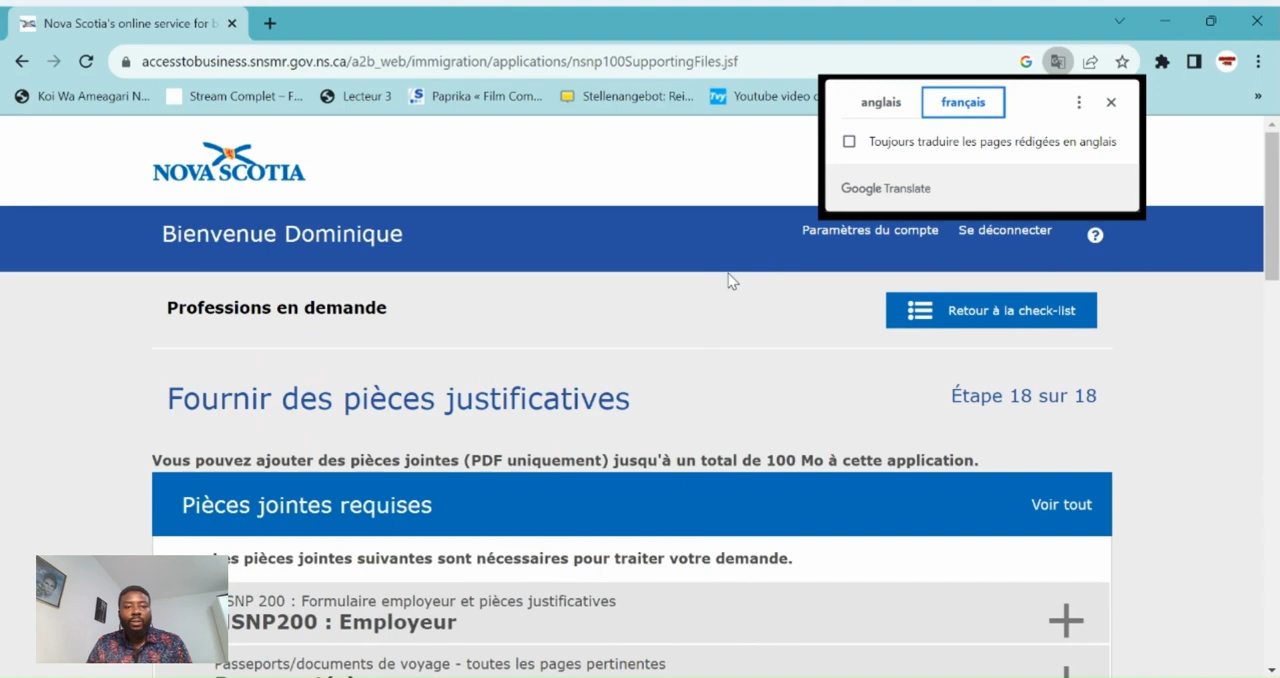 Nova Scotia's online service for b
accesstobusiness.snsmr.gov.ns.ca/a2b_web/immigration/applications/nsnp100SupportingFiles.jsf
Koi Wa Ameagari N... Stream Complet – F... Lecteur 3 Paprika « Film Com... Stellenangebot: Rei... Youtube video
anglais français
Toujours traduire les pages rédigées en anglais
Google Translate
NOVA SCOTIA
Bienvenue Dominique
Paramètres du compte Se déconnecter ?
Professions en demande
Retour à la check-list
Fournir des pièces justificatives
Étape 18 sur 18
Vous pouvez ajouter des pièces jointes (PDF uniquement) jusqu'à un total de 100 Mo à cette application.
Pièces jointes requises
Voir tout
es pièces jointes suivantes sont nécessaires pour traiter votre demande.
SNP 200 : Formulaire employeur et pièces justificatives
SNP200 : Employeur
Passeports/documents de voyage - toutes les pages pertinentes